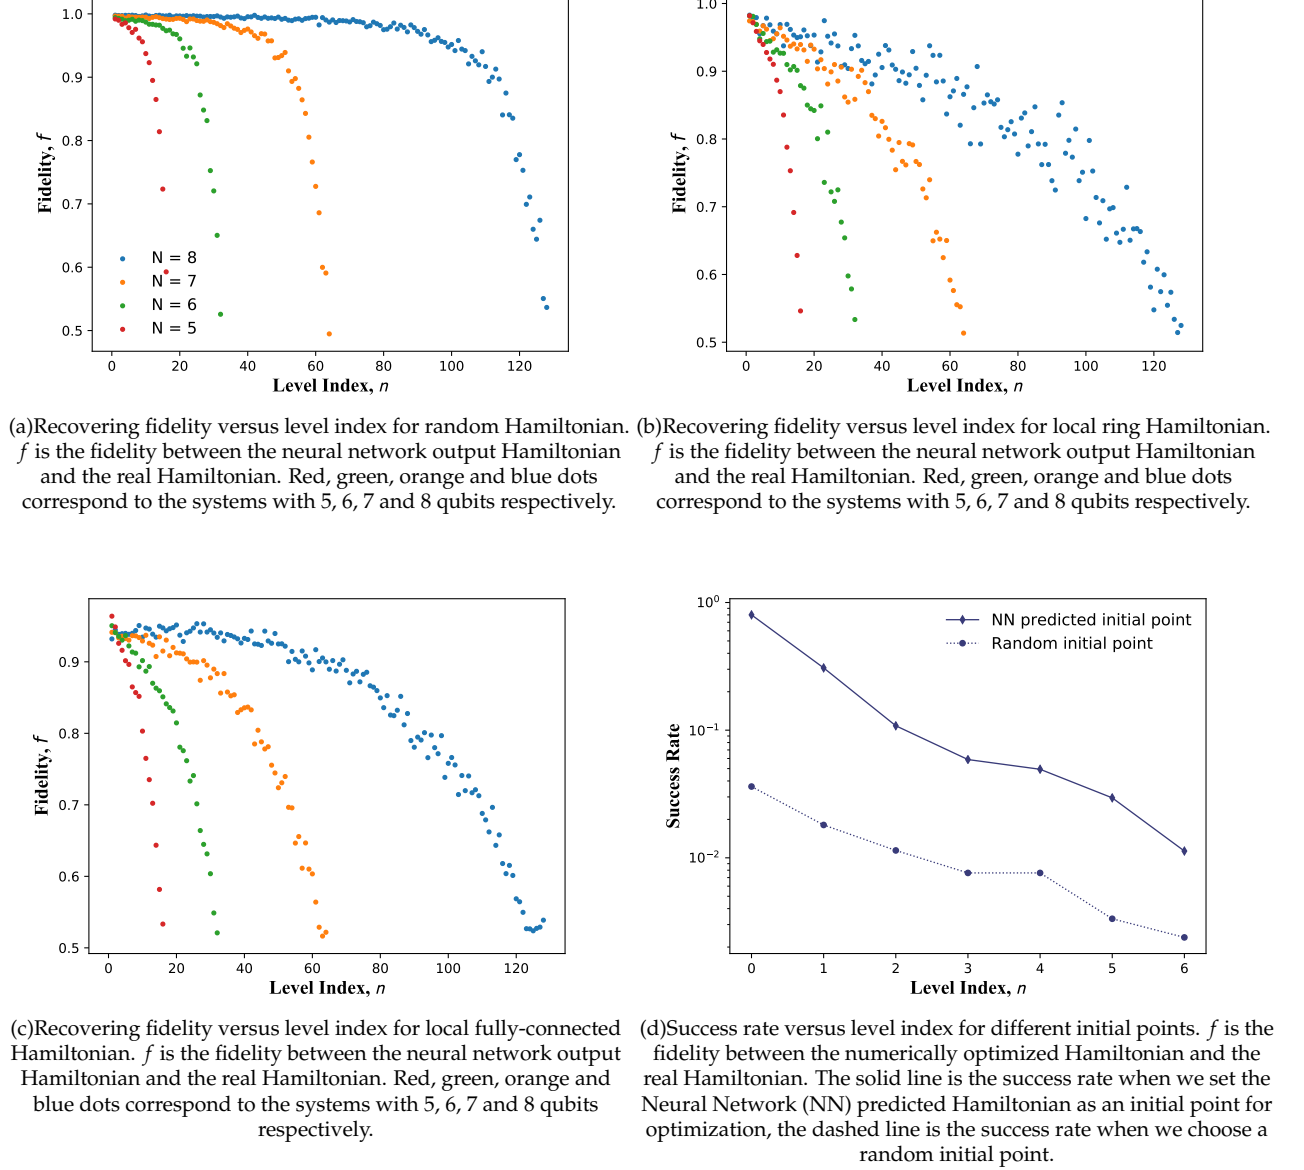 1.0
0.9
0.8
0.7
0.6
0.5
Fidelity, f
N = 8
N = 7
N = 6
N = 5
0 20 40 60 80 100 120
Level Index, n
1.0
0.9
0.8
0.7
0.6
0.5
Fidelity, f
0 20 40 60 80 100 120
Level Index, n
(a)Recovering fidelity versus level index for random Hamiltonian.
f is the fidelity between the neural network output Hamiltonian
and the real Hamiltonian. Red, green, orange and blue dots
correspond to the systems with 5, 6, 7 and 8 qubits respectively.
(b)Recovering fidelity versus level index for local ring Hamiltonian.
f is the fidelity between the neural network output Hamiltonian
and the real Hamiltonian. Red, green, orange and blue dots
correspond to the systems with 5, 6, 7 and 8 qubits respectively.
0.9
0.8
0.7
0.6
0.5
Fidelity, f
0 20 40 60 80 100 120
Level Index, n
10⁰
10⁻¹
10⁻²
Success Rate
NN predicted initial point
Random initial point
0 1 2 3 4 5 6
Level Index, n
(c)Recovering fidelity versus level index for local fully-connected
Hamiltonian. f is the fidelity between the neural network output
Hamiltonian and the real Hamiltonian. Red, green, orange and
blue dots correspond to the systems with 5, 6, 7 and 8 qubits
respectively.
(d)Success rate versus level index for different initial points. f is the
fidelity between the numerically optimized Hamiltonian and the
real Hamiltonian. The solid line is the success rate when we set the
Neural Network (NN) predicted Hamiltonian as an initial point for
optimization, the dashed line is the success rate when we choose a
random initial point.